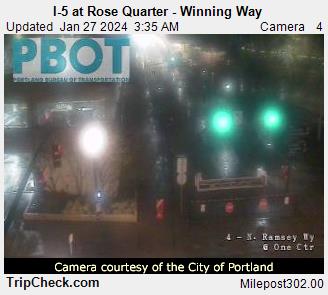 I-5 at Rose Quarter - Winning Way
Updated Jan 27 2024 3:35 AM Camera 4
PBOT
PORTLAND BUREAU OF TRANSPORTATION
4 - N. Ramsey Wy
@ One Ctr
Camera courtesy of the City of Portland
TripCheck.com Milepost302.00